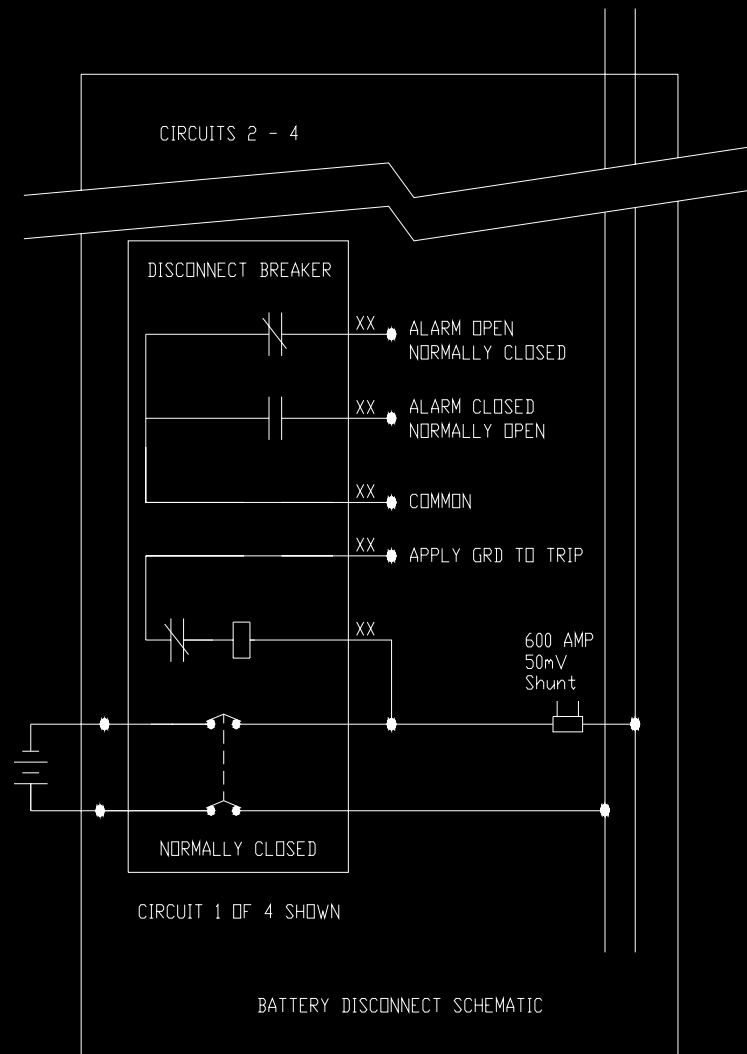 CIRCUITS 2 - 4
DISCONNECT BREAKER
XX
ALARM OPEN
NORMALLY CLOSED
XX
ALARM CLOSED
NORMALLY OPEN
XX
COMMON
XX
APPLY GRD TO TRIP
XX
600 AMP
50mV
Shunt
NORMALLY CLOSED
CIRCUIT 1 OF 4 SHOWN
BATTERY DISCONNECT SCHEMATIC